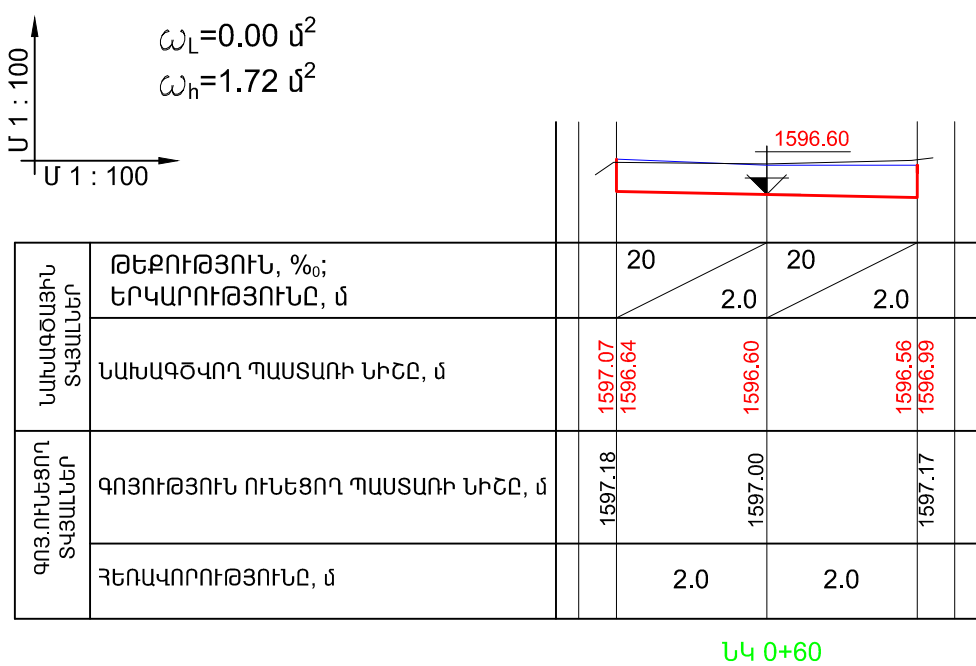 Մ 1 : 100
Մ 1 : 100
ωL=0.00 մ²
ωh=1.72 մ²
1596.60
ՆԱԽԱԳԾԱՅԻՆ
ՏՎՅԱԼՆԵՐ
ԹԵՔՈՒԹՅՈՒՆ, %₀;
ԵՐԿԱՐՈՒԹՅՈՒՆԸ, մ
20
2.0
20
2.0
ՆԱԽԱԳԾՎՈՂ ՊԱՍՏԱՌԻ ՆԻՇԸ, մ
1597.07
1596.64
1596.60
1596.56
1596.99
ԳՈՅ.ՈՒՆԵՑՈՂ
ՏՎՅԱԼՆԵՐ
ԳՈՅՈՒԹՅՈՒՆ ՈՒՆԵՑՈՂ ՊԱՍՏԱՌԻ ՆԻՇԸ, մ
1597.18
1597.00
1597.17
ՀԵՌԱՎՈՐՈՒԹՅՈՒՆԸ, մ
2.0
2.0
ՆԿ 0+60